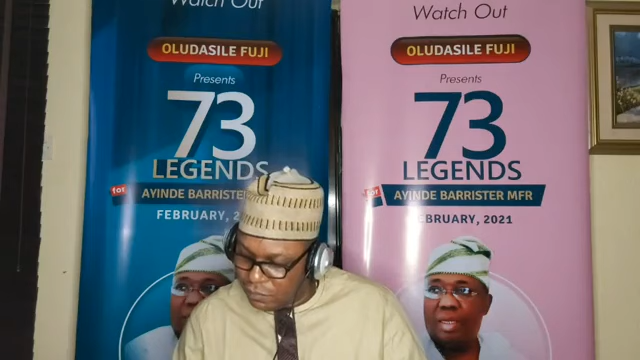 Watch Out
OLUDASILE FUJI
Presents
73
LEGENDS
for
AYINDE BARRISTER
FEBRUARY,
Watch Out
OLUDASILE FUJI
Presents
73
LEGENDS
for
AYINDE BARRISTER MFR
FEBRUARY, 2021